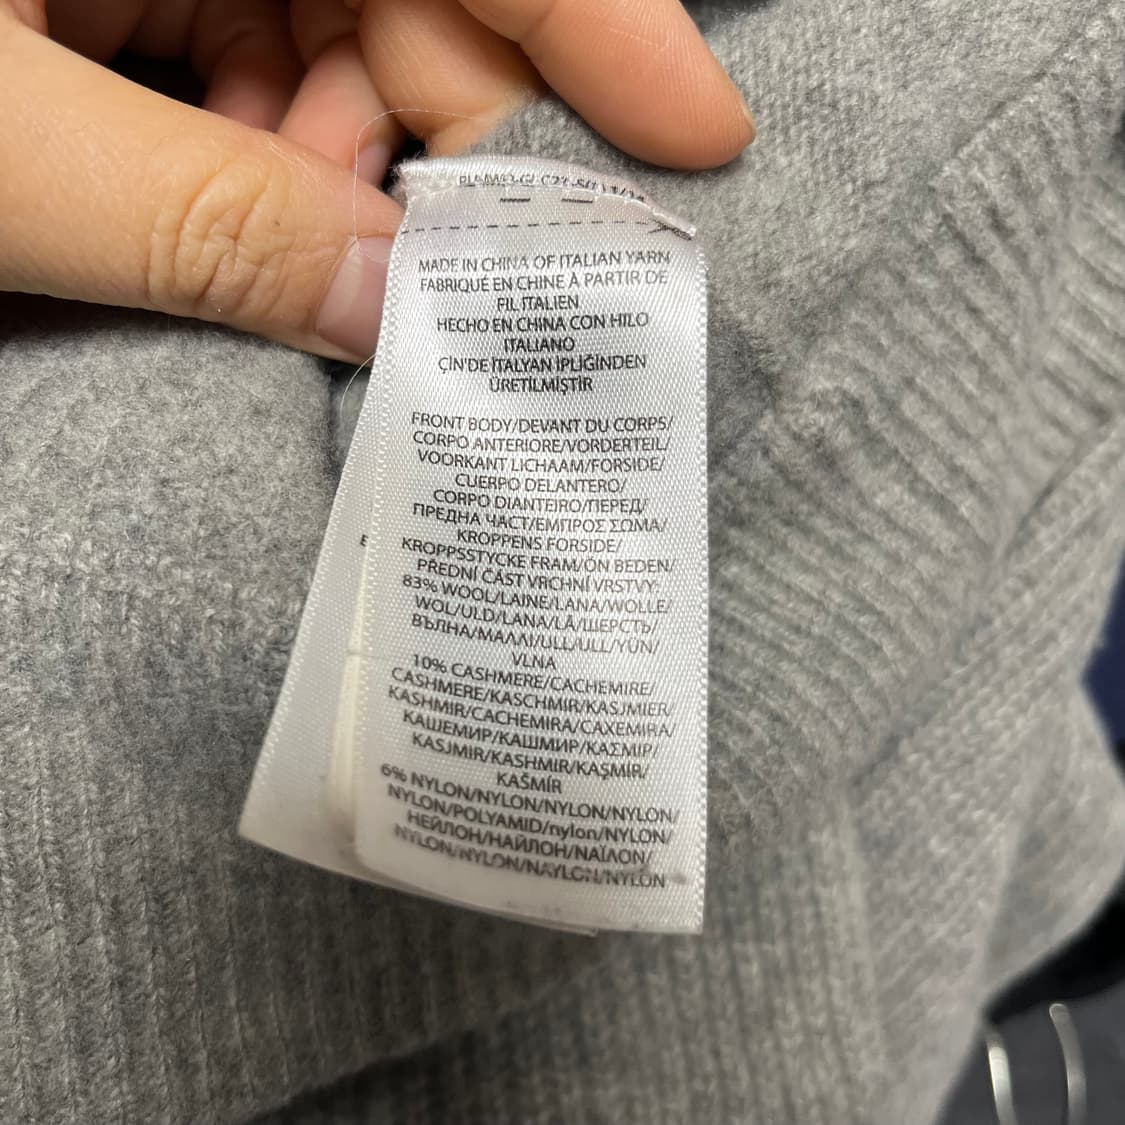 MADE IN CHINA OF ITALIAN YARN
FABRIQUÉ EN CHINE À PARTIR DE
FIL ITALIEN
HECHO EN CHINA CON HILO
ITALIANO
ÇİN'DE İTALYAN İPLİĞİNDEN
ÜRETİLMİŞTİR
FRONT BODY/DEVANT DU CORPS/
CORPO ANTERIORE/VORDERTEIL/
VOORKANT LICHAAM/FORSIDE/
CUERPO DELANTERO/
CORPO DIANTEIRO/ПЕРЕД/
ПРЕДНА ЧАСТ/ΕΜΠΡΟΣ ΣΩΜΑ/
KROPPENS FORSIDE/
KROPPSSTYCKE FRAM/ÖN BEDEN/
PŘEDNÍ ČÁST VRCHNÍ VRSTVY:
83% WOOL/LAINE/LANA/WOLLE/
WOL/ULD/LANA/LÃ/ШЕРСТЬ/
ВЪЛНА/ΜΑΛΛΙ/ULL/ULL/YÜN/
VLNA
10% CASHMERE/CACHEMIRE/
CASHMERE/KASCHMIR/KASJMIER/
KASHMIR/CACHEMIRA/CAXEMIRA/
КАШЕМИР/КАШМИР/ΚΑΣΜΙΡ/
KASJMIR/KASHMIR/KAŞMİR/
KAŠMÍR
6% NYLON/NYLON/NYLON/NYLON/
NYLON/POLYAMID/nylon/NYLON/
НЕЙЛОН/НАЙЛОН/ΝΑΪΛΟΝ/
NYLON/NYLON/NAYLON/NYLON